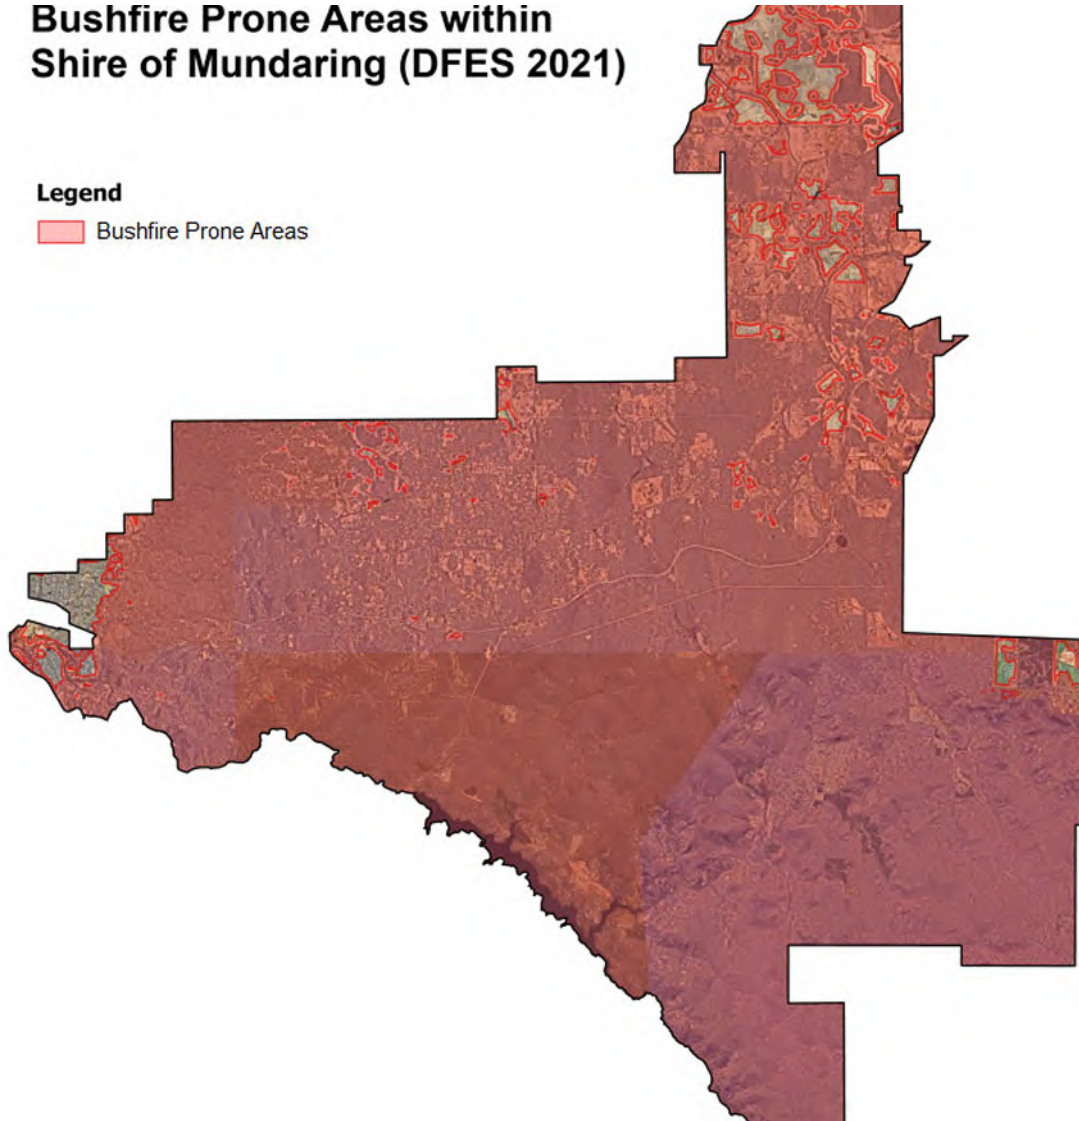 Bushfire Prone Areas within
Shire of Mundaring (DFES 2021)
Legend
Bushfire Prone Areas